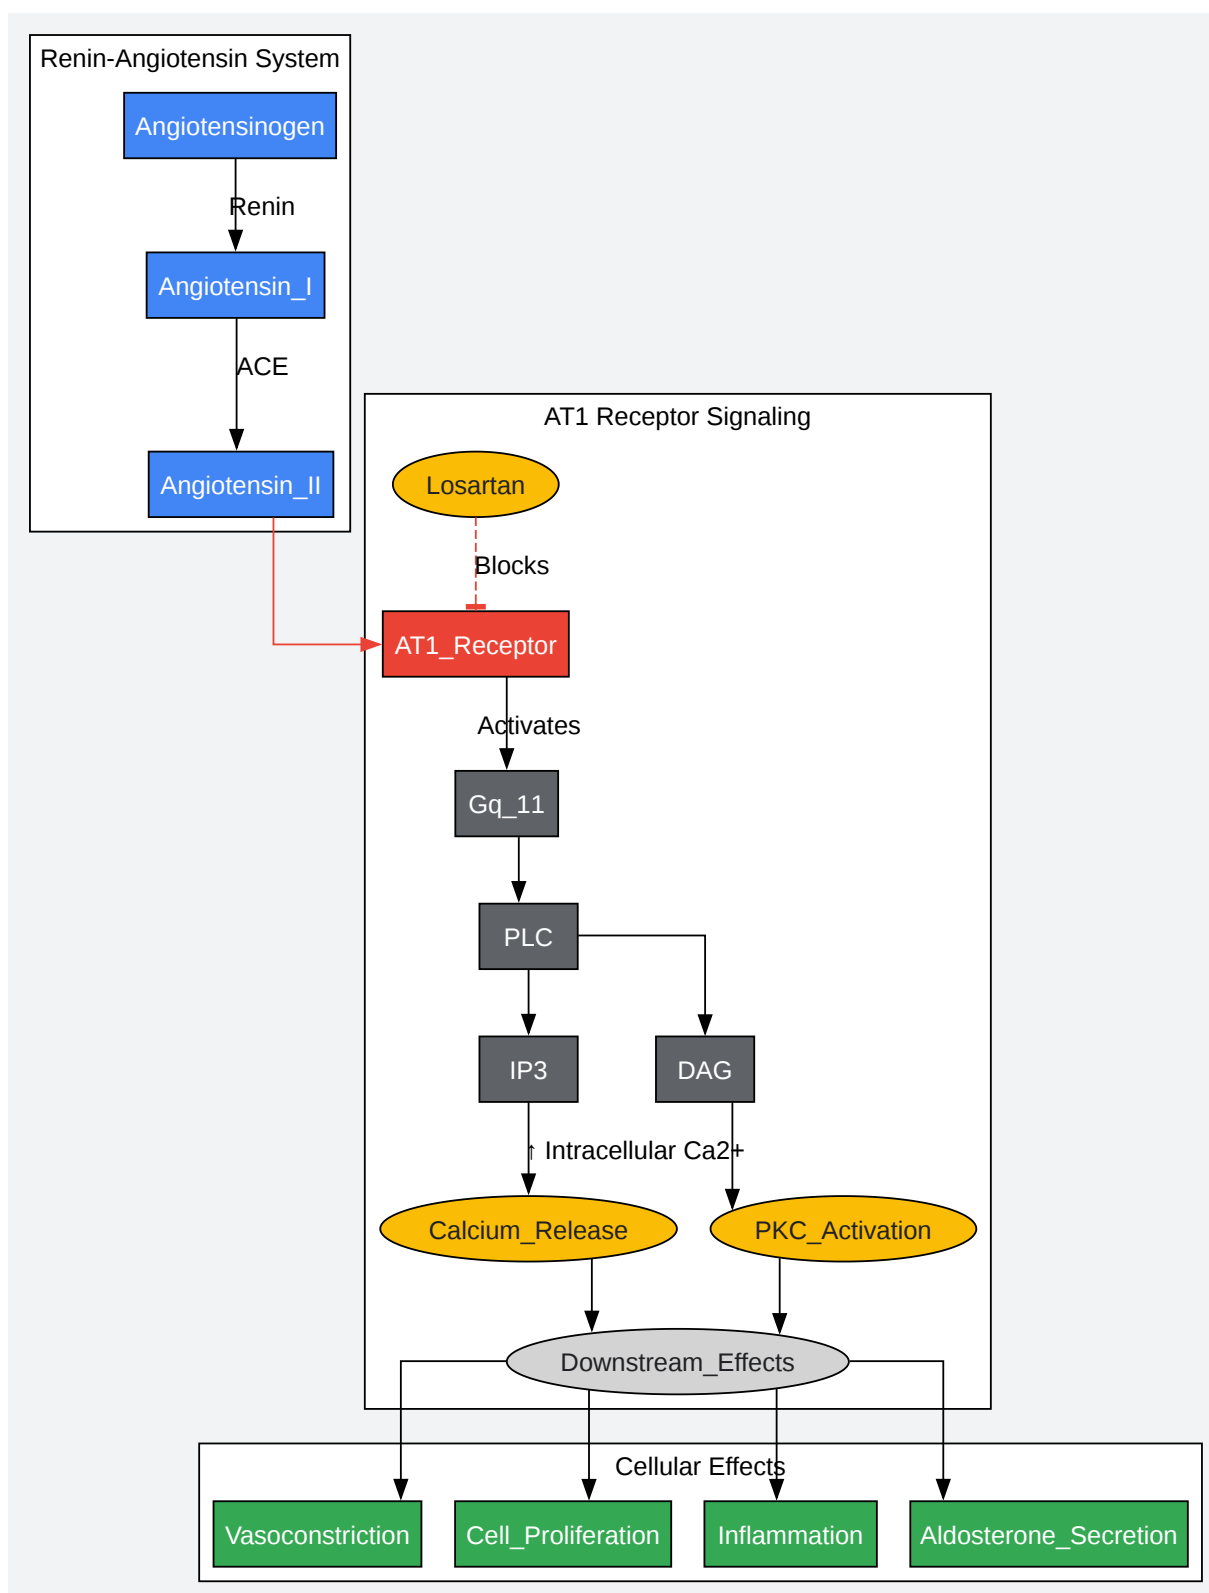 Renin-Angiotensin System
Angiotensinogen
Renin
Angiotensin_I
ACE
Angiotensin_II
AT1 Receptor Signaling
Losartan
Blocks
AT1_Receptor
Activates
Gq_11
PLC
IP3
DAG
↑ Intracellular Ca2+
Calcium_Release
PKC_Activation
Downstream_Effects
Cellular Effects
Vasoconstriction
Cell_Proliferation
Inflammation
Aldosterone_Secretion